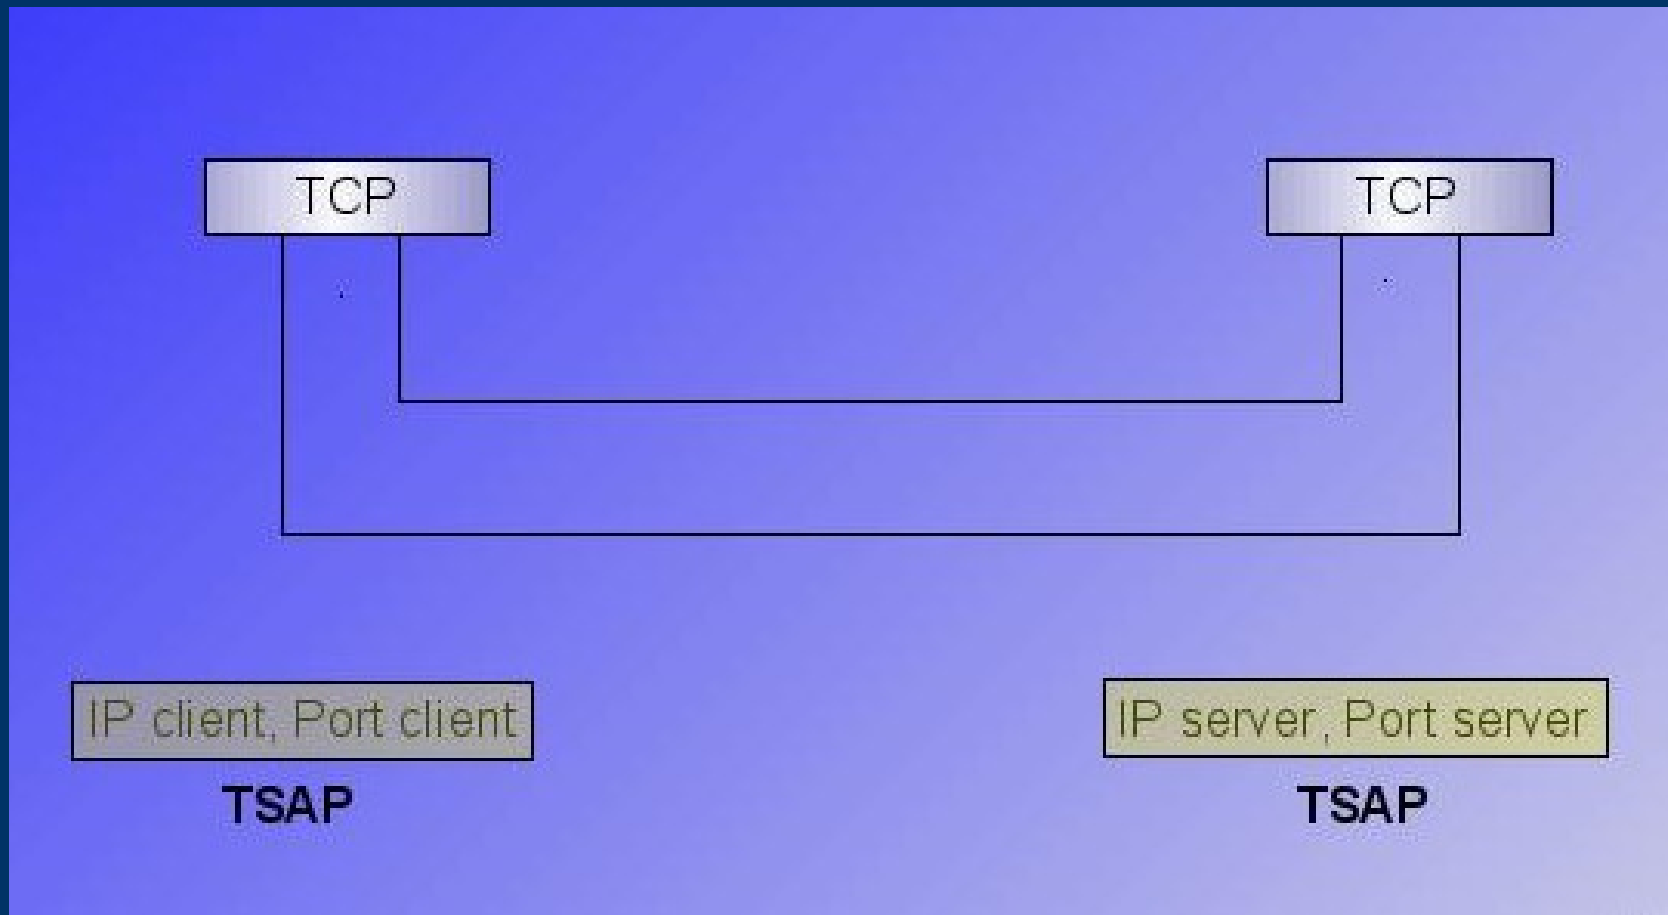 TCP
TCP
IP client, Port client
IP server, Port server
TSAP
TSAP